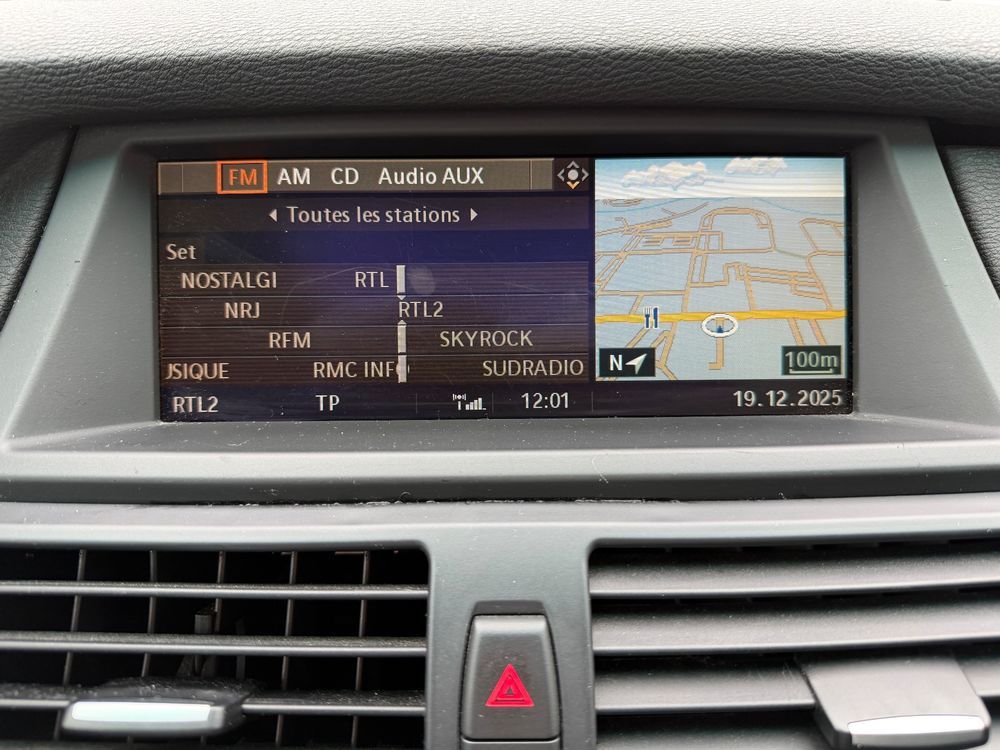 FM AM CD Audio AUX
Toutes les stations
Set
NOSTALGI RTL
NRJ RTL2
RFM SKYROCK
JSIQUE RMC INFO SUDRADIO
RTL2 TP 12:01 19.12.2025
N 100m